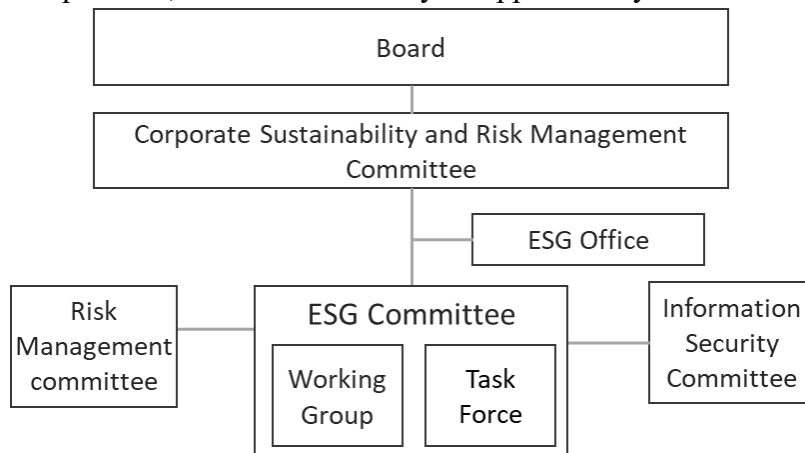 Board
Corporate Sustainability and Risk Management
Committee
ESG Office
Risk
Management
committee
ESG Committee
Working
Group
Task
Force
Information
Security
Committee